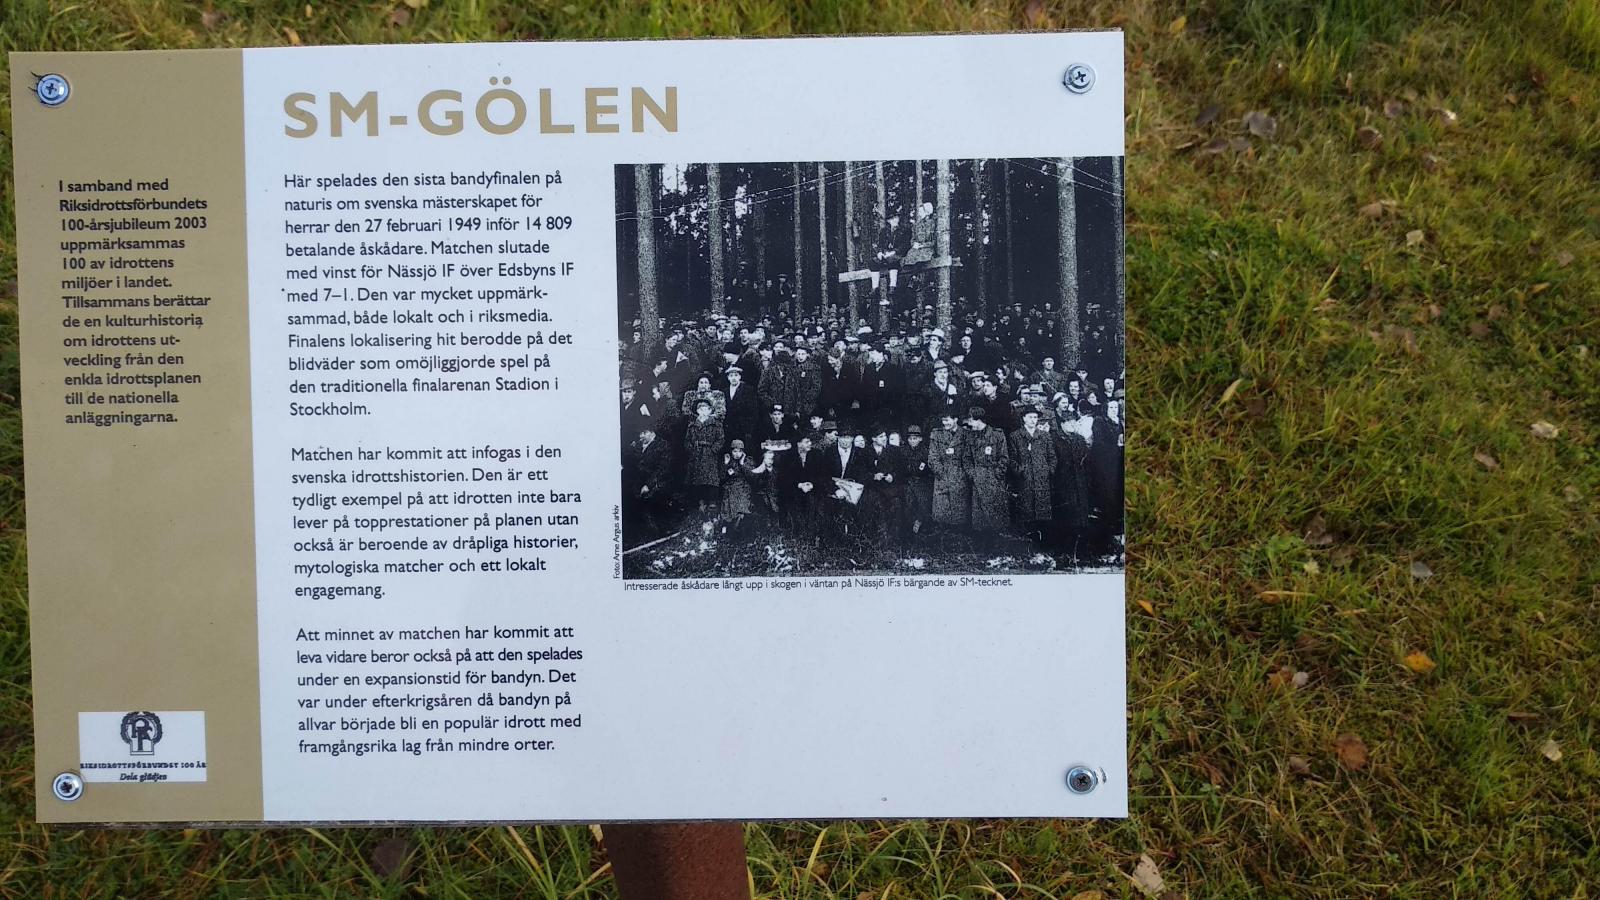 SM-GÖLEN
I samband med
Riksidrottsförbundets
100-årsjubileum 2003
uppmärksammas
100 av idrottens
miljöer i landet.
Tillsammans berättar
de en kulturhistoria
om idrottens ut-
veckling från den
enkla idrottsplanen
till de nationella
anläggningarna.
Här spelades den sista bandyfinalen på
naturis om svenska mästerskapet för
herrar den 27 februari 1949 inför 14 809
betalande åskådare. Matchen slutade
med vinst för Nässjö IF över Edsbyns IF
med 7–1. Den var mycket uppmärk-
sammad, både lokalt och i riksmedia.
Finalens lokalisering hit berodde på det
blidväder som omöjliggjorde spel på
den traditionella finalarenan Stadion i
Stockholm.
Matchen har kommit att infogas i den
svenska idrottshistorien. Den är ett
tydligt exempel på att idrotten inte bara
lever på topprestationer på planen utan
också är beroende av dråpliga historier,
mytologiska matcher och ett lokalt
engagemang.
Att minnet av matchen har kommit att
leva vidare beror också på att den spelades
under en expansionstid för bandyn. Det
var under efterkrigsåren då bandyn på
allvar började bli en populär idrott med
framgångsrika lag från mindre orter.
Foto: Arne Argus arkiv
Intresserade åskådare långt upp i skogen i väntan på Nässjö IF:s bärgande av SM-tecknet.
RIKSIDROTTSFÖRBUNDET 100 ÅR
Dela glädjen